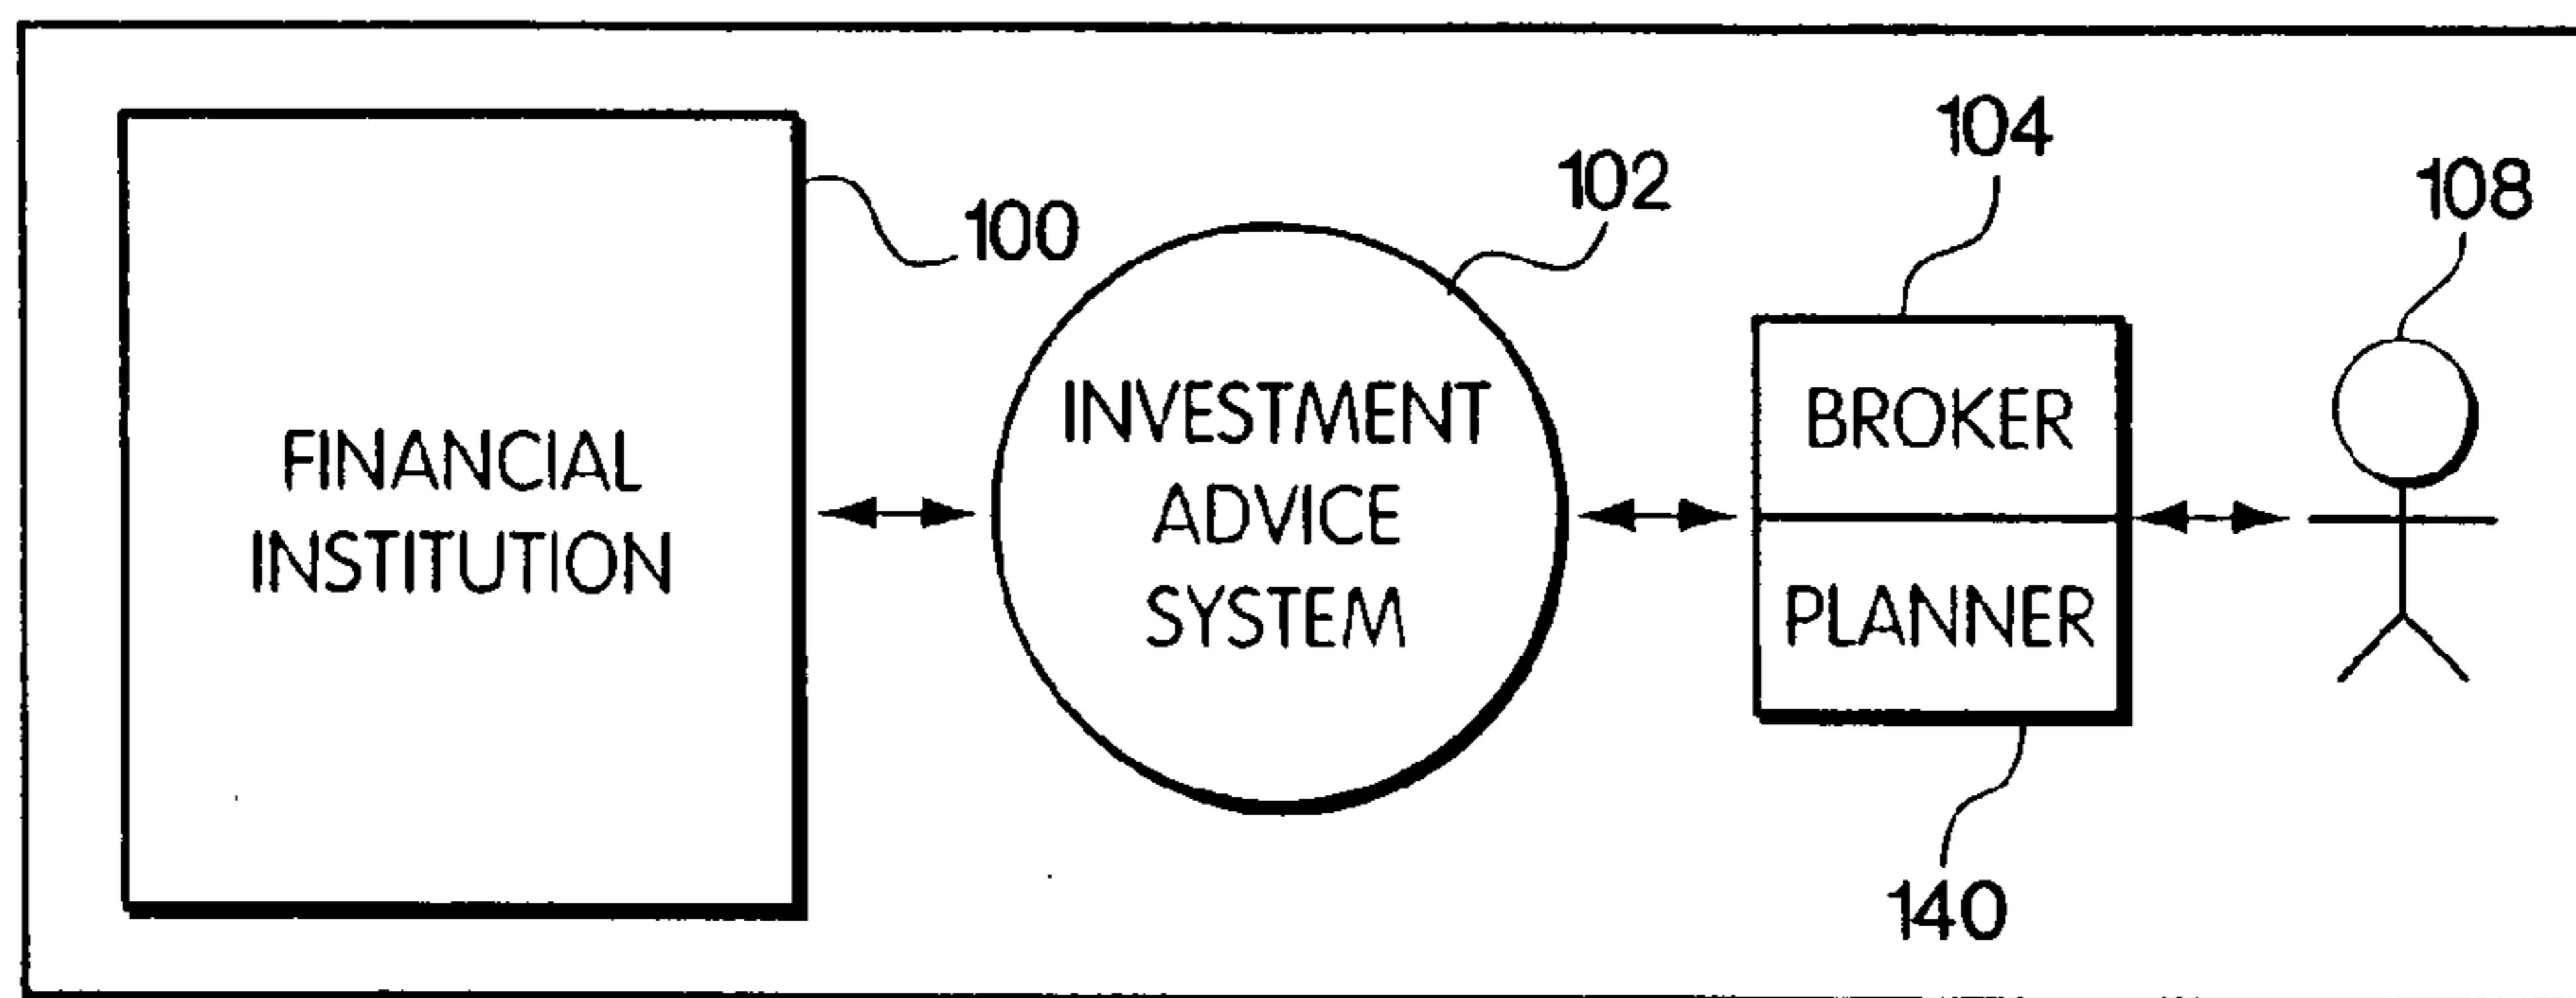 FINANCIAL
INSTITUTION
100
INVESTMENT
ADVICE
SYSTEM
102
104
BROKER
PLANNER
140
108